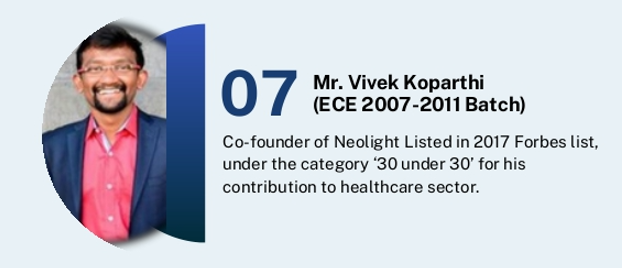 07
Mr. Vivek Koparthi
(ECE 2007-2011 Batch)
Co-founder of Neolight Listed in 2017 Forbes list,
under the category ‘30 under 30’ for his
contribution to healthcare sector.